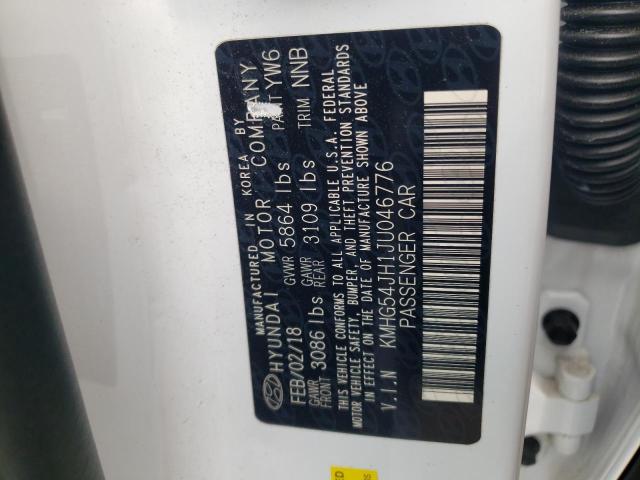 MANUFACTURED IN KOREA BY
HYUNDAI MOTOR COMPANY
FEB/02/18 GVWR 5864 lbs PAINT YW6
GAWR FRONT 3086 lbs GAWR REAR 3109 lbs TRIM NNB
THIS VEHICLE CONFORMS TO ALL APPLICABLE U.S.A. FEDERAL
MOTOR VEHICLE SAFETY, BUMPER, AND THEFT PREVENTION STANDARDS
IN EFFECT ON THE DATE OF MANUFACTURE SHOWN ABOVE
V.I.N KMHG54JH1JU046776
PASSENGER CAR